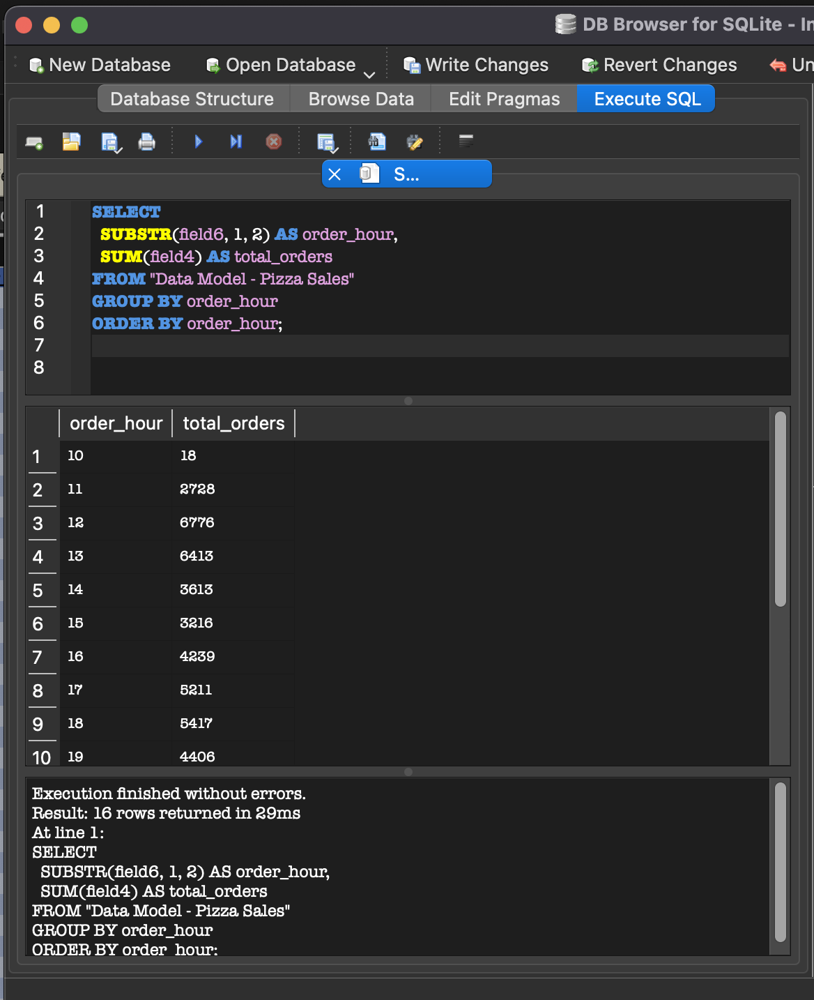 DB Browser for SQLite - In
New Database Open Database Write Changes Revert Changes Un
Database Structure Browse Data Edit Pragmas Execute SQL
S...
1 SELECT
2 SUBSTR(field6, 1, 2) AS order_hour,
3 SUM(field4) AS total_orders
4 FROM "Data Model - Pizza Sales"
5 GROUP BY order_hour
6 ORDER BY order_hour;
7
8
order_hour total_orders
1 10 18
2 11 2728
3 12 6776
4 13 6413
5 14 3613
6 15 3216
7 16 4239
8 17 5211
9 18 5417
10 19 4406
Execution finished without errors.
Result: 16 rows returned in 29ms
At line 1:
SELECT
SUBSTR(field6, 1, 2) AS order_hour,
SUM(field4) AS total_orders
FROM "Data Model - Pizza Sales"
GROUP BY order_hour
ORDER BY order_hour;